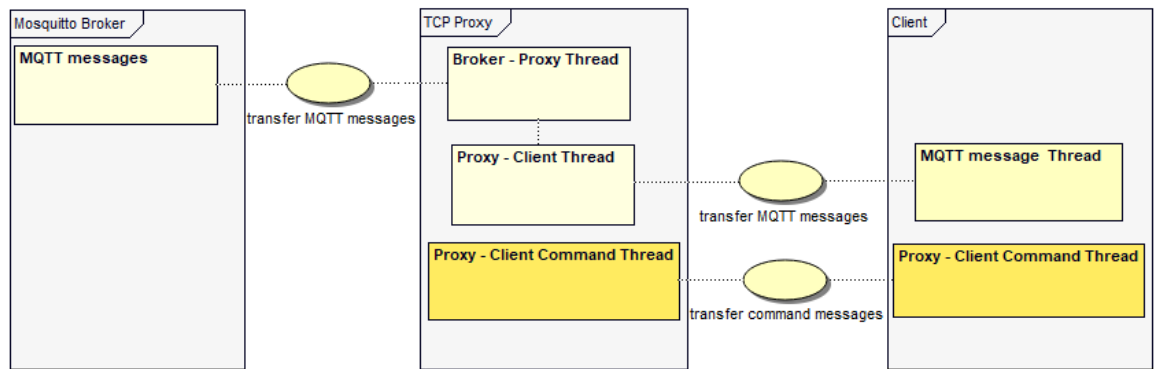 Mosquitto Broker
MQTT messages
transfer MQTT messages
TCP Proxy
Broker - Proxy Thread
Proxy - Client Thread
Proxy - Client Command Thread
transfer MQTT messages
transfer command messages
Client
MQTT message Thread
Proxy - Client Command Thread